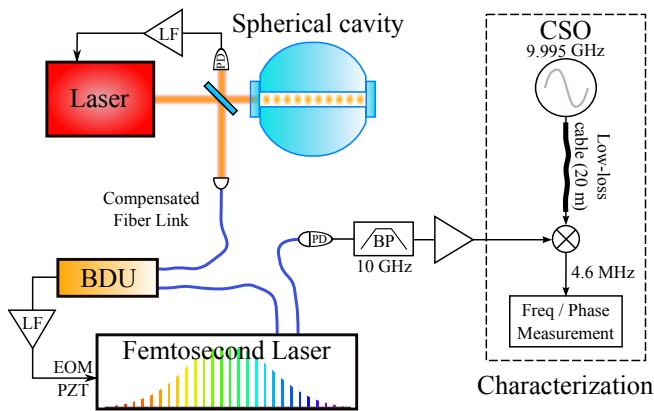 LF
PD
Spherical cavity
Laser
Compensated
Fiber Link
BDU
LF
EOM
PZT
Femtosecond Laser
PD
BP
10 GHz
CSO
9.995 GHz
Low-loss
cable (20 m)
4.6 MHz
Freq / Phase
Measurement
Characterization